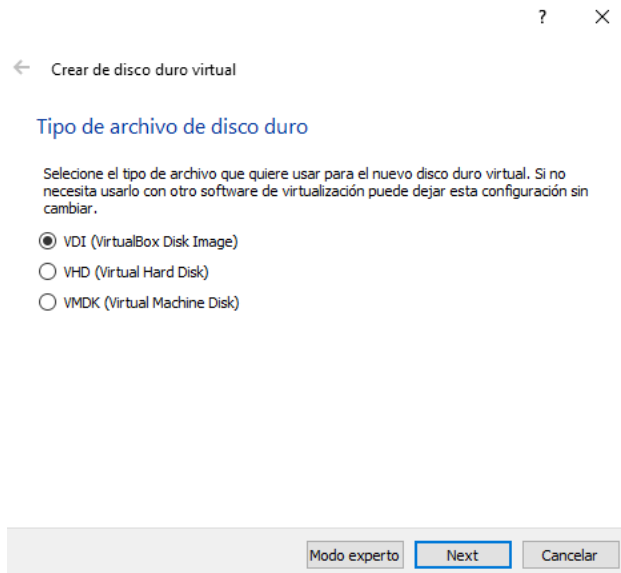 ?
Crear de disco duro virtual
Tipo de archivo de disco duro
Selecione el tipo de archivo que quiere usar para el nuevo disco duro virtual. Si no
necesita usarlo con otro software de virtualización puede dejar esta configuración sin
cambiar.
VDI (VirtualBox Disk Image)
VHD (Virtual Hard Disk)
VMDK (Virtual Machine Disk)
Modo experto Next Cancelar